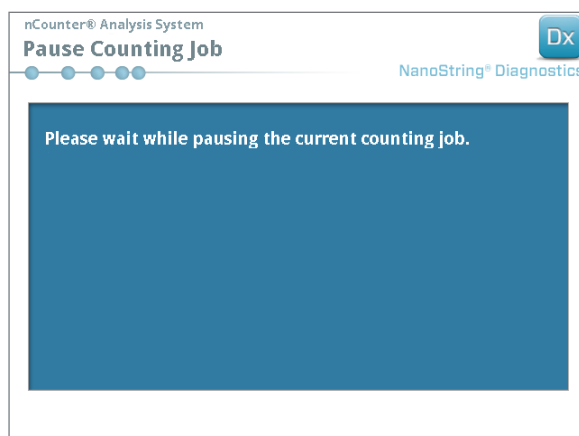 nCounter® Analysis System
Pause Counting Job
Dx
NanoString® Diagnostics
Please wait while pausing the current counting job.